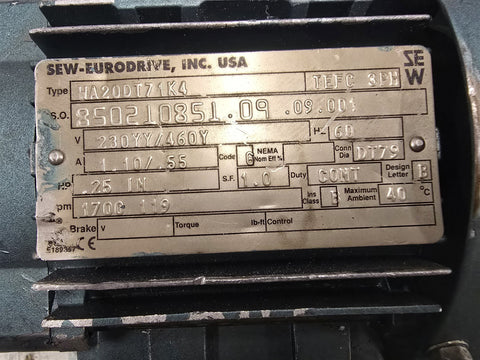 SEW-EURODRIVE, INC. USA
SEW
Type WA20DT71K4 TEFC 3PH
S.O. 850210851.09 .09.001
V 230YY/460Y Hz 60
A 1.10/.55 Code G NEMA Nom Eff % Conn Dia DT79
Hp .25 IN S.F. 1.0 Duty CONT Design Letter B
rpm 1700 119 Ins Class Maximum Ambient 40 °C
Brake V Torque lb-ft Control
CE